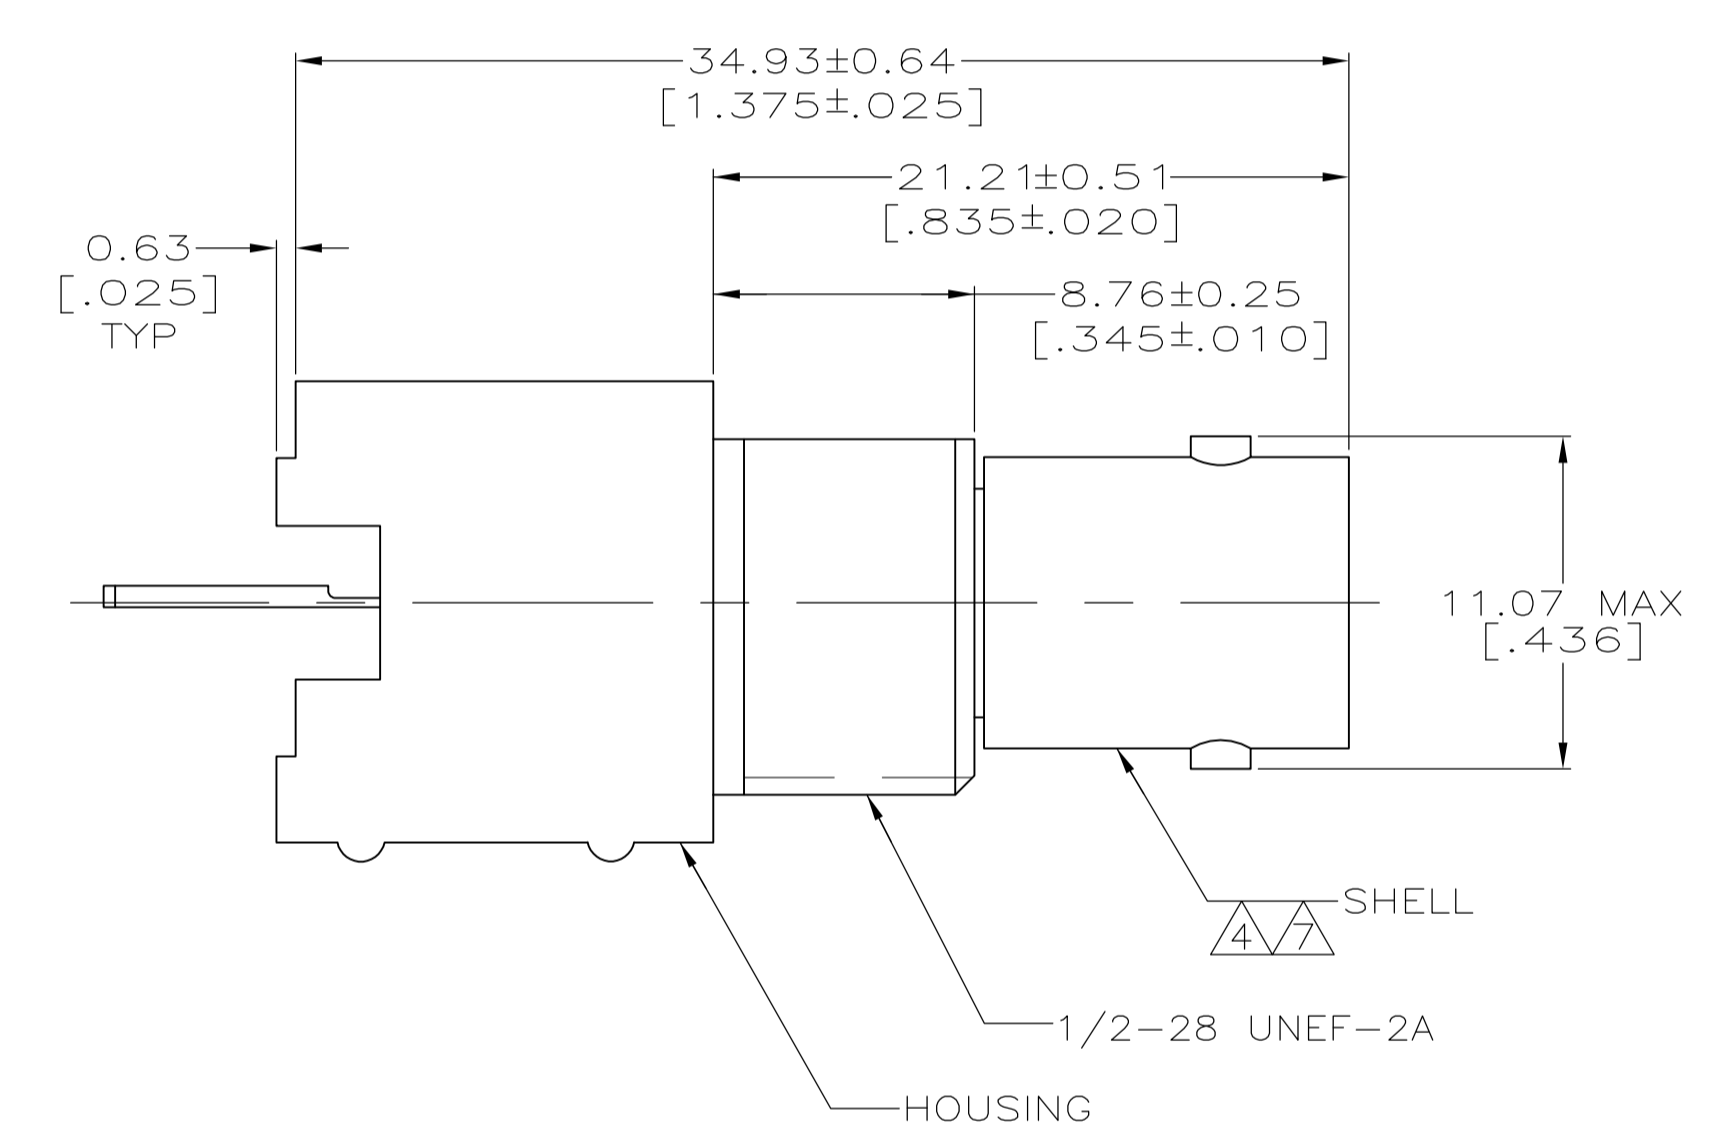 34.93±0.64
[1.375±.025]
21.21±0.51
[.835±.020]
0.63
[.025]
TYP
8.76±0.25
[.345±.010]
11.07 MAX
[.436]
SHELL
4 7
1/2-28 UNEF-2A
HOUSING